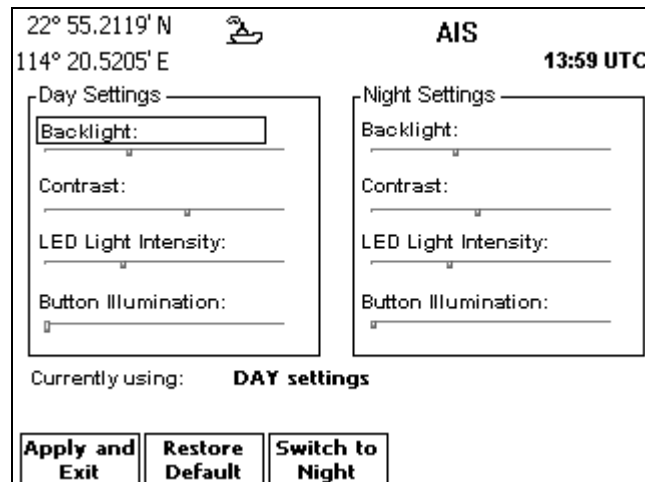 22° 55.2119' N
AIS
114° 20.5205' E
13:59 UTC
Day Settings
Backlight:
Contrast:
LED Light Intensity:
Button Illumination:
Night Settings
Backlight:
Contrast:
LED Light Intensity:
Button Illumination:
Currently using: DAY settings
Apply and Exit
Restore Default
Switch to Night